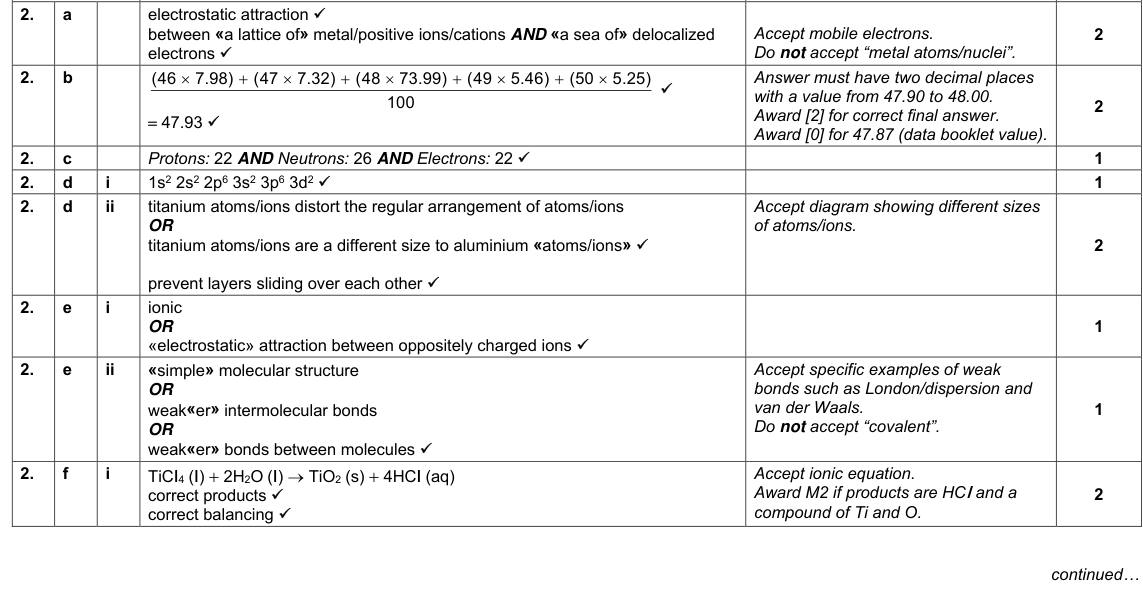 2. a electrostatic attraction ✓
between «a lattice of» metal/positive ions/cations AND «a sea of» delocalized
electrons ✓
Accept mobile electrons.
Do not accept “metal atoms/nuclei”.
2
2. b (46 × 7.98) + (47 × 7.32) + (48 × 73.99) + (49 × 5.46) + (50 × 5.25) ✓
100
= 47.93 ✓
Answer must have two decimal places
with a value from 47.90 to 48.00.
Award [2] for correct final answer.
Award [0] for 47.87 (data booklet value).
2
2. c Protons: 22 AND Neutrons: 26 AND Electrons: 22 ✓ 1
2. d i 1s² 2s² 2p⁶ 3s² 3p⁶ 3d² ✓ 1
2. d ii titanium atoms/ions distort the regular arrangement of atoms/ions
OR
titanium atoms/ions are a different size to aluminium «atoms/ions» ✓
prevent layers sliding over each other ✓
Accept diagram showing different sizes
of atoms/ions.
2
2. e i ionic
OR
«electrostatic» attraction between oppositely charged ions ✓
1
2. e ii «simple» molecular structure
OR
weak«er» intermolecular bonds
OR
weak«er» bonds between molecules ✓
Accept specific examples of weak
bonds such as London/dispersion and
van der Waals.
Do not accept “covalent”.
1
2. f i TiCl₄ (l) + 2H₂O (l) → TiO₂ (s) + 4HCl (aq)
correct products ✓
correct balancing ✓
Accept ionic equation.
Award M2 if products are HCl and a
compound of Ti and O.
2
continued…